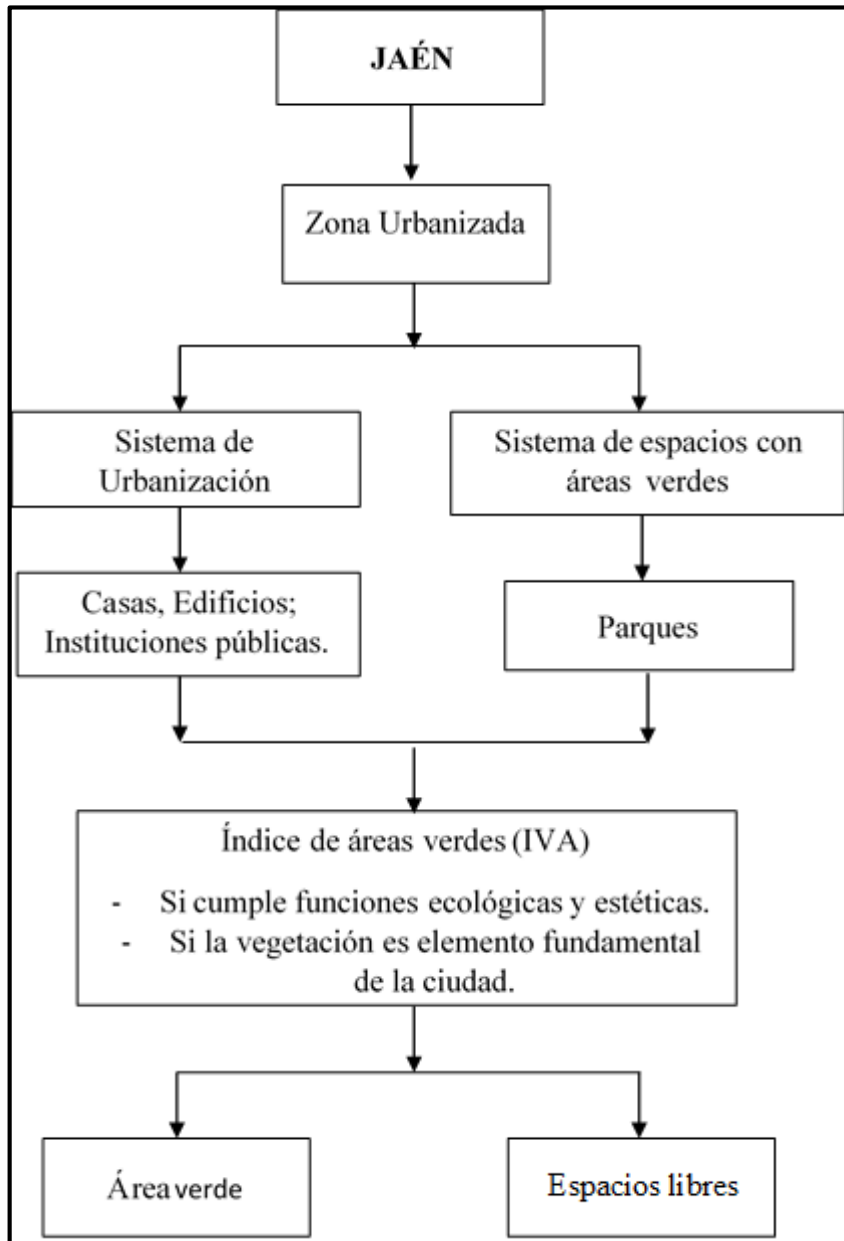 JAÉN
Zona Urbanizada
Sistema de
Urbanización
Sistema de espacios con
áreas verdes
Casas, Edificios;
Instituciones públicas.
Parques
Índice de áreas verdes (IVA)
- Si cumple funciones ecológicas y estéticas.
- Si la vegetación es elemento fundamental
de la ciudad.
Área verde
Espacios libres